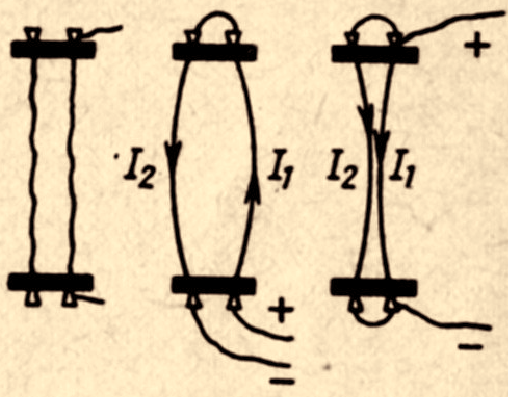 +
I₂ I₁ I₂ I₁
+
−
−